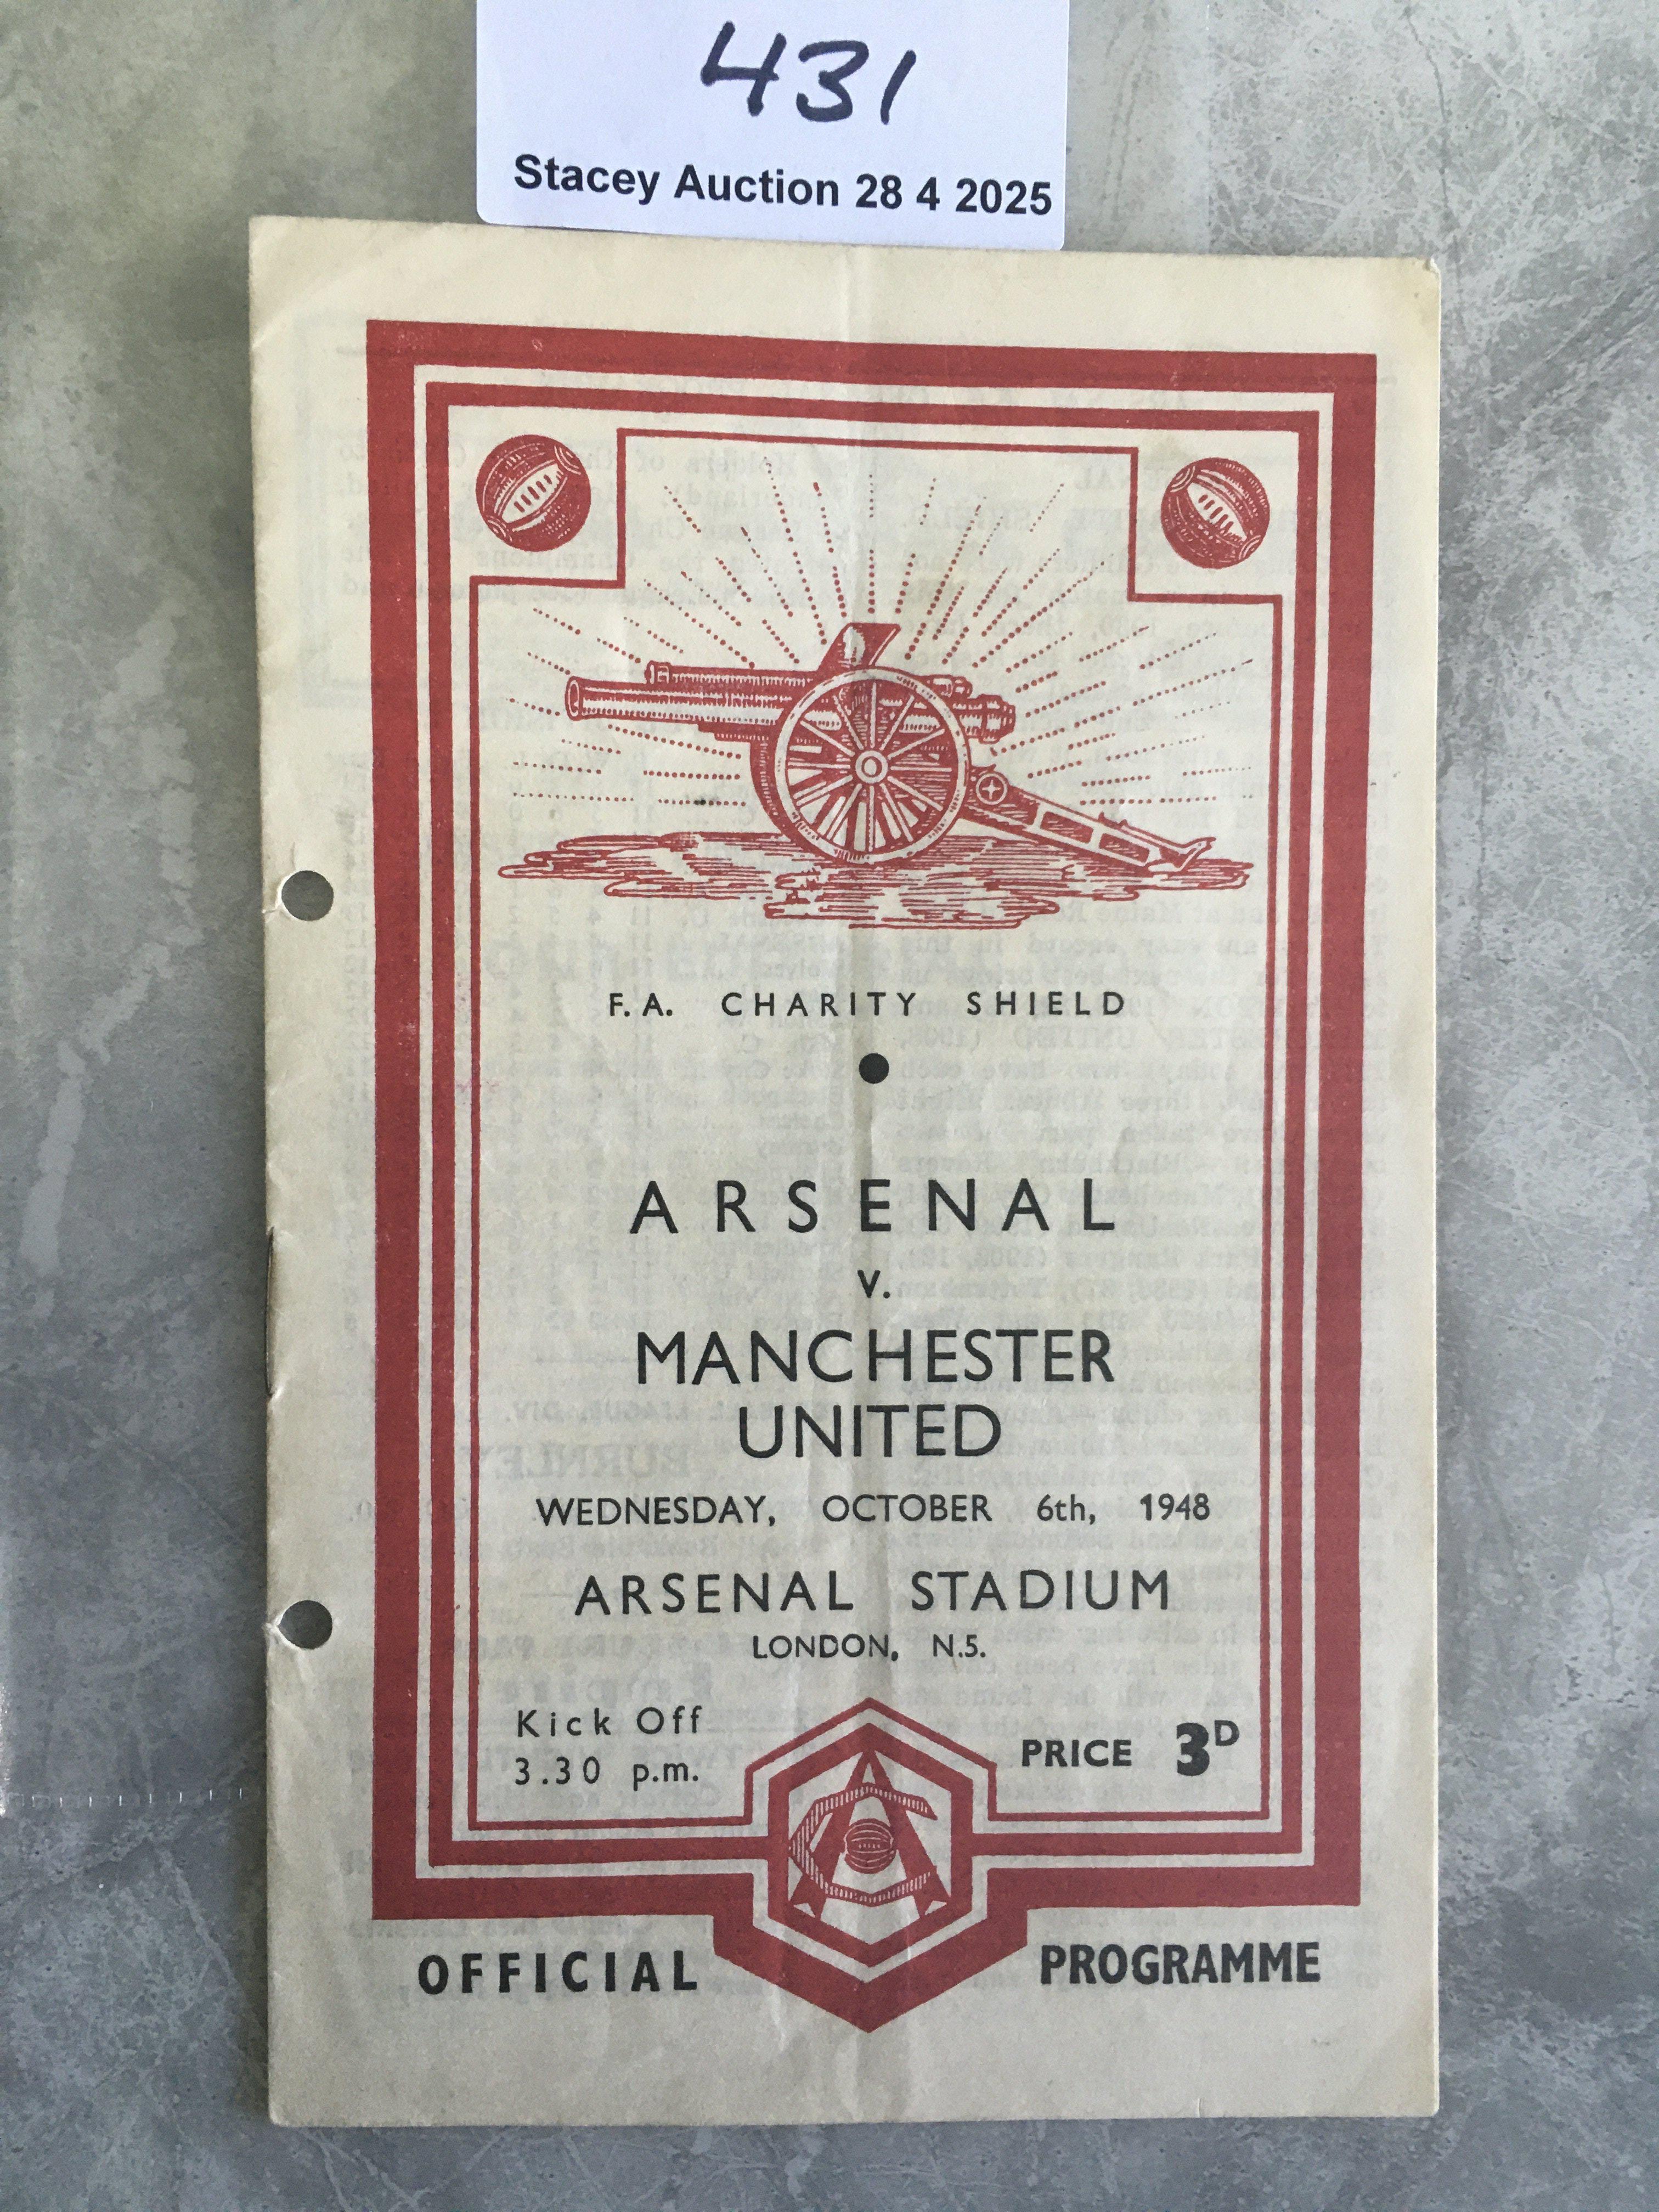 431
Stacey Auction 28 4 2025
F. A. CHARITY SHIELD
ARSENAL
v.
MANCHESTER
UNITED
WEDNESDAY, OCTOBER 6th, 1948
ARSENAL STADIUM
LONDON, N.5.
Kick Off
3.30 p.m.
PRICE 3D
OFFICIAL PROGRAMME